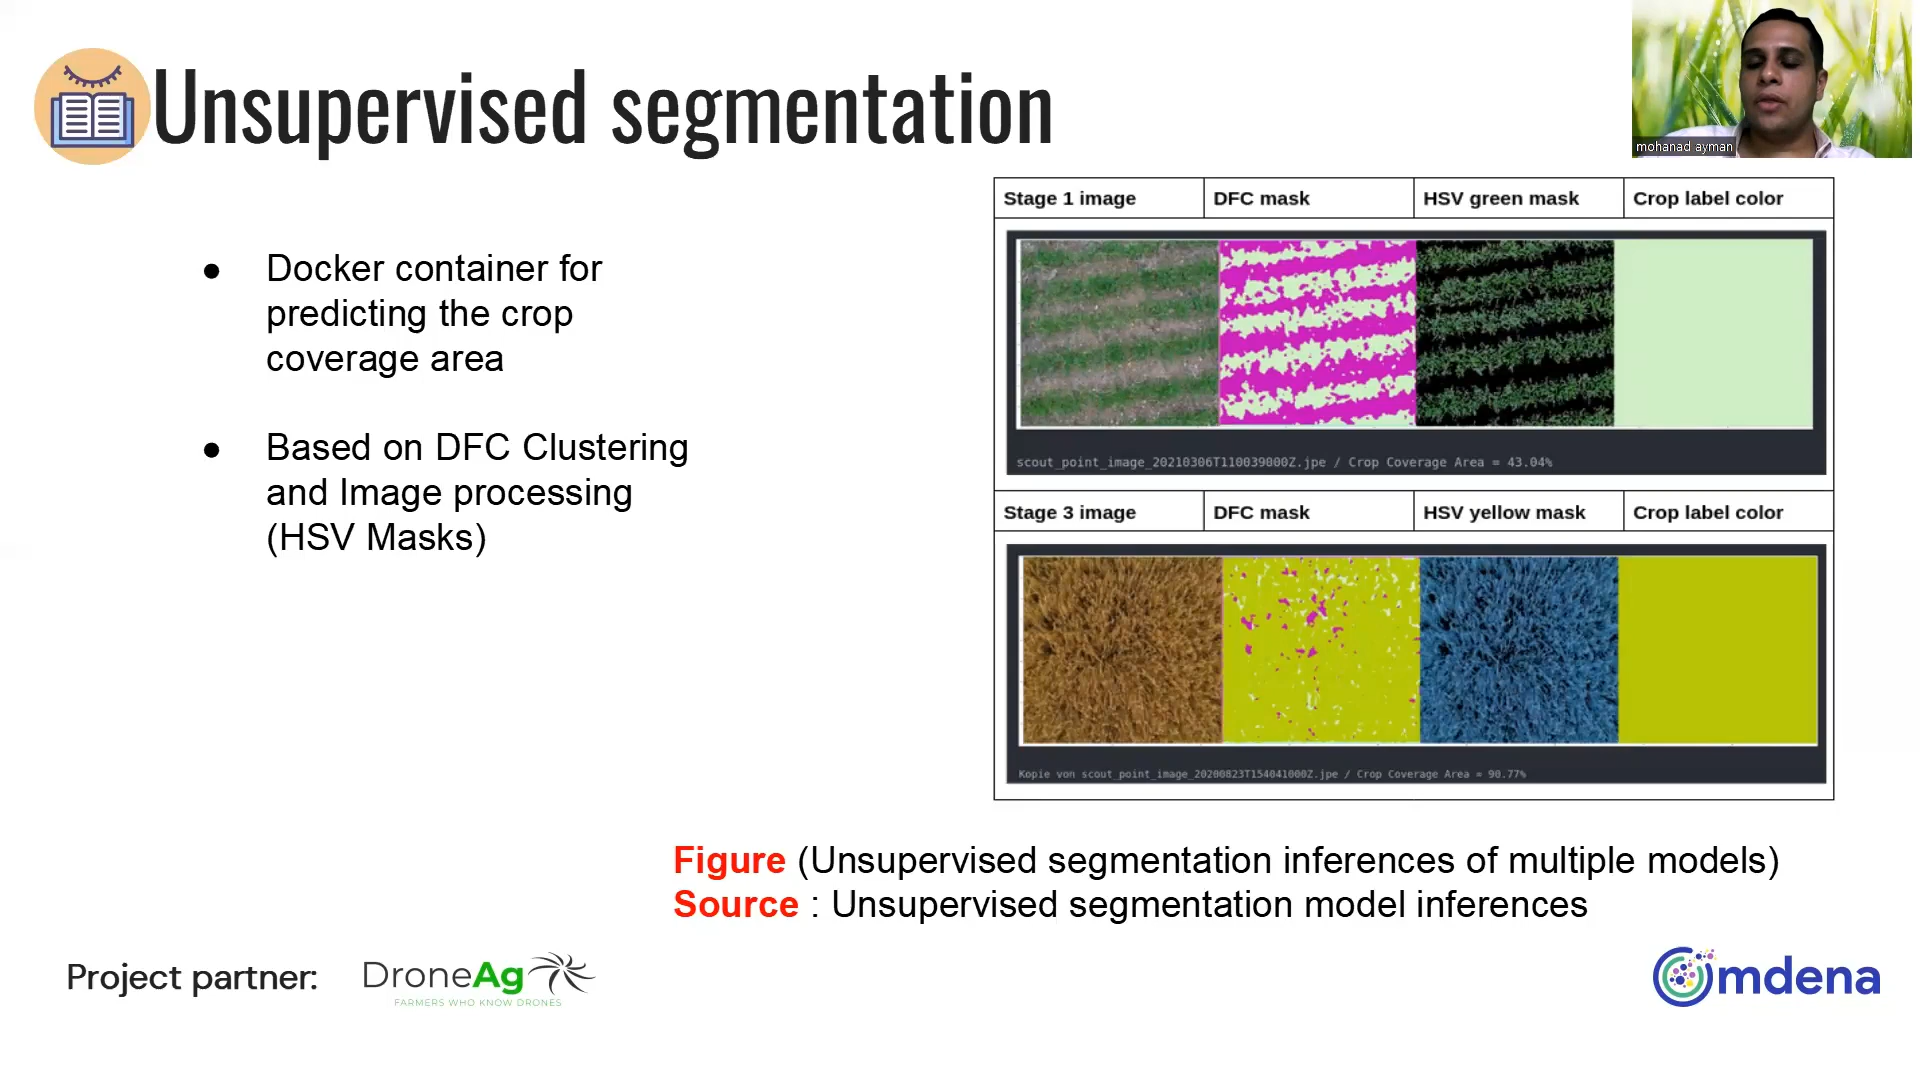 Unsupervised segmentation
mohanad ayman
● Docker container for
predicting the crop
coverage area
● Based on DFC Clustering
and Image processing
(HSV Masks)
Stage 1 image DFC mask HSV green mask Crop label color
scout_point_image_20210306T110039000Z.jpe / Crop Coverage Area = 43.04%
Stage 3 image DFC mask HSV yellow mask Crop label color
Kopie von scout_point_image_20200823T154041000Z.jpe / Crop Coverage Area = 90.77%
Figure (Unsupervised segmentation inferences of multiple models)
Source : Unsupervised segmentation model inferences
Project partner:
DroneAg
FARMERS WHO KNOW DRONES
Omdena